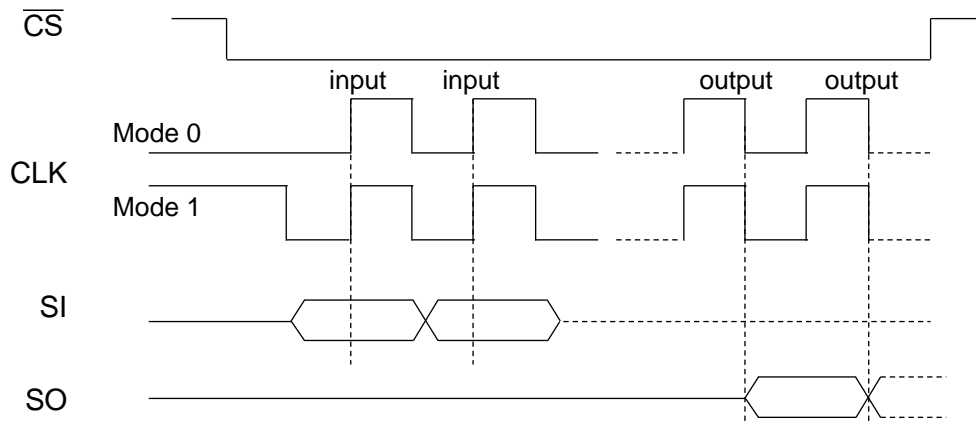 CS
input input output output
Mode 0
CLK
Mode 1
SI
SO